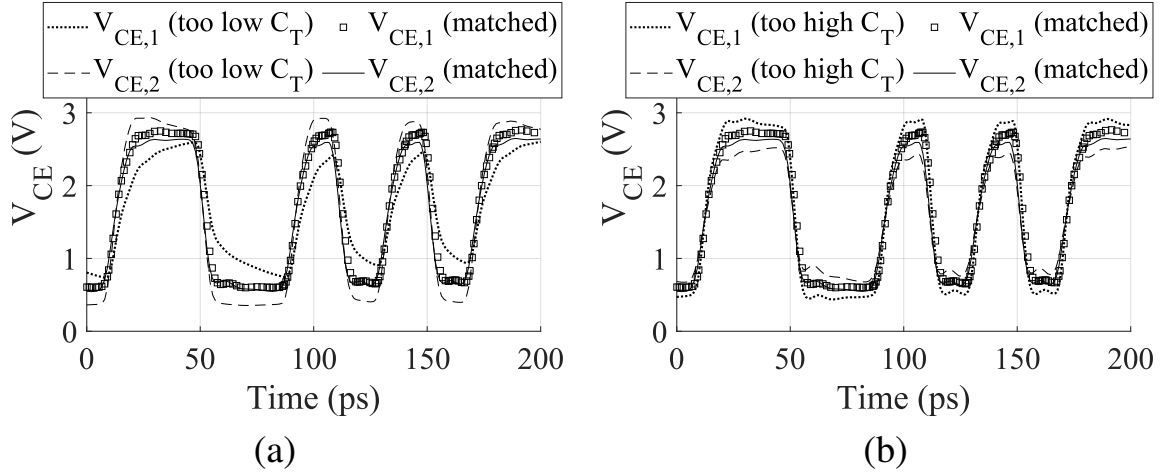 V_CE,1 (too low C_T) V_CE,1 (matched)
V_CE,2 (too low C_T) V_CE,2 (matched)
V_CE (V)
3
2
1
0
0 50 100 150 200
Time (ps)
(a)
V_CE,1 (too high C_T) V_CE,1 (matched)
V_CE,2 (too high C_T) V_CE,2 (matched)
V_CE (V)
3
2
1
0
0 50 100 150 200
Time (ps)
(b)